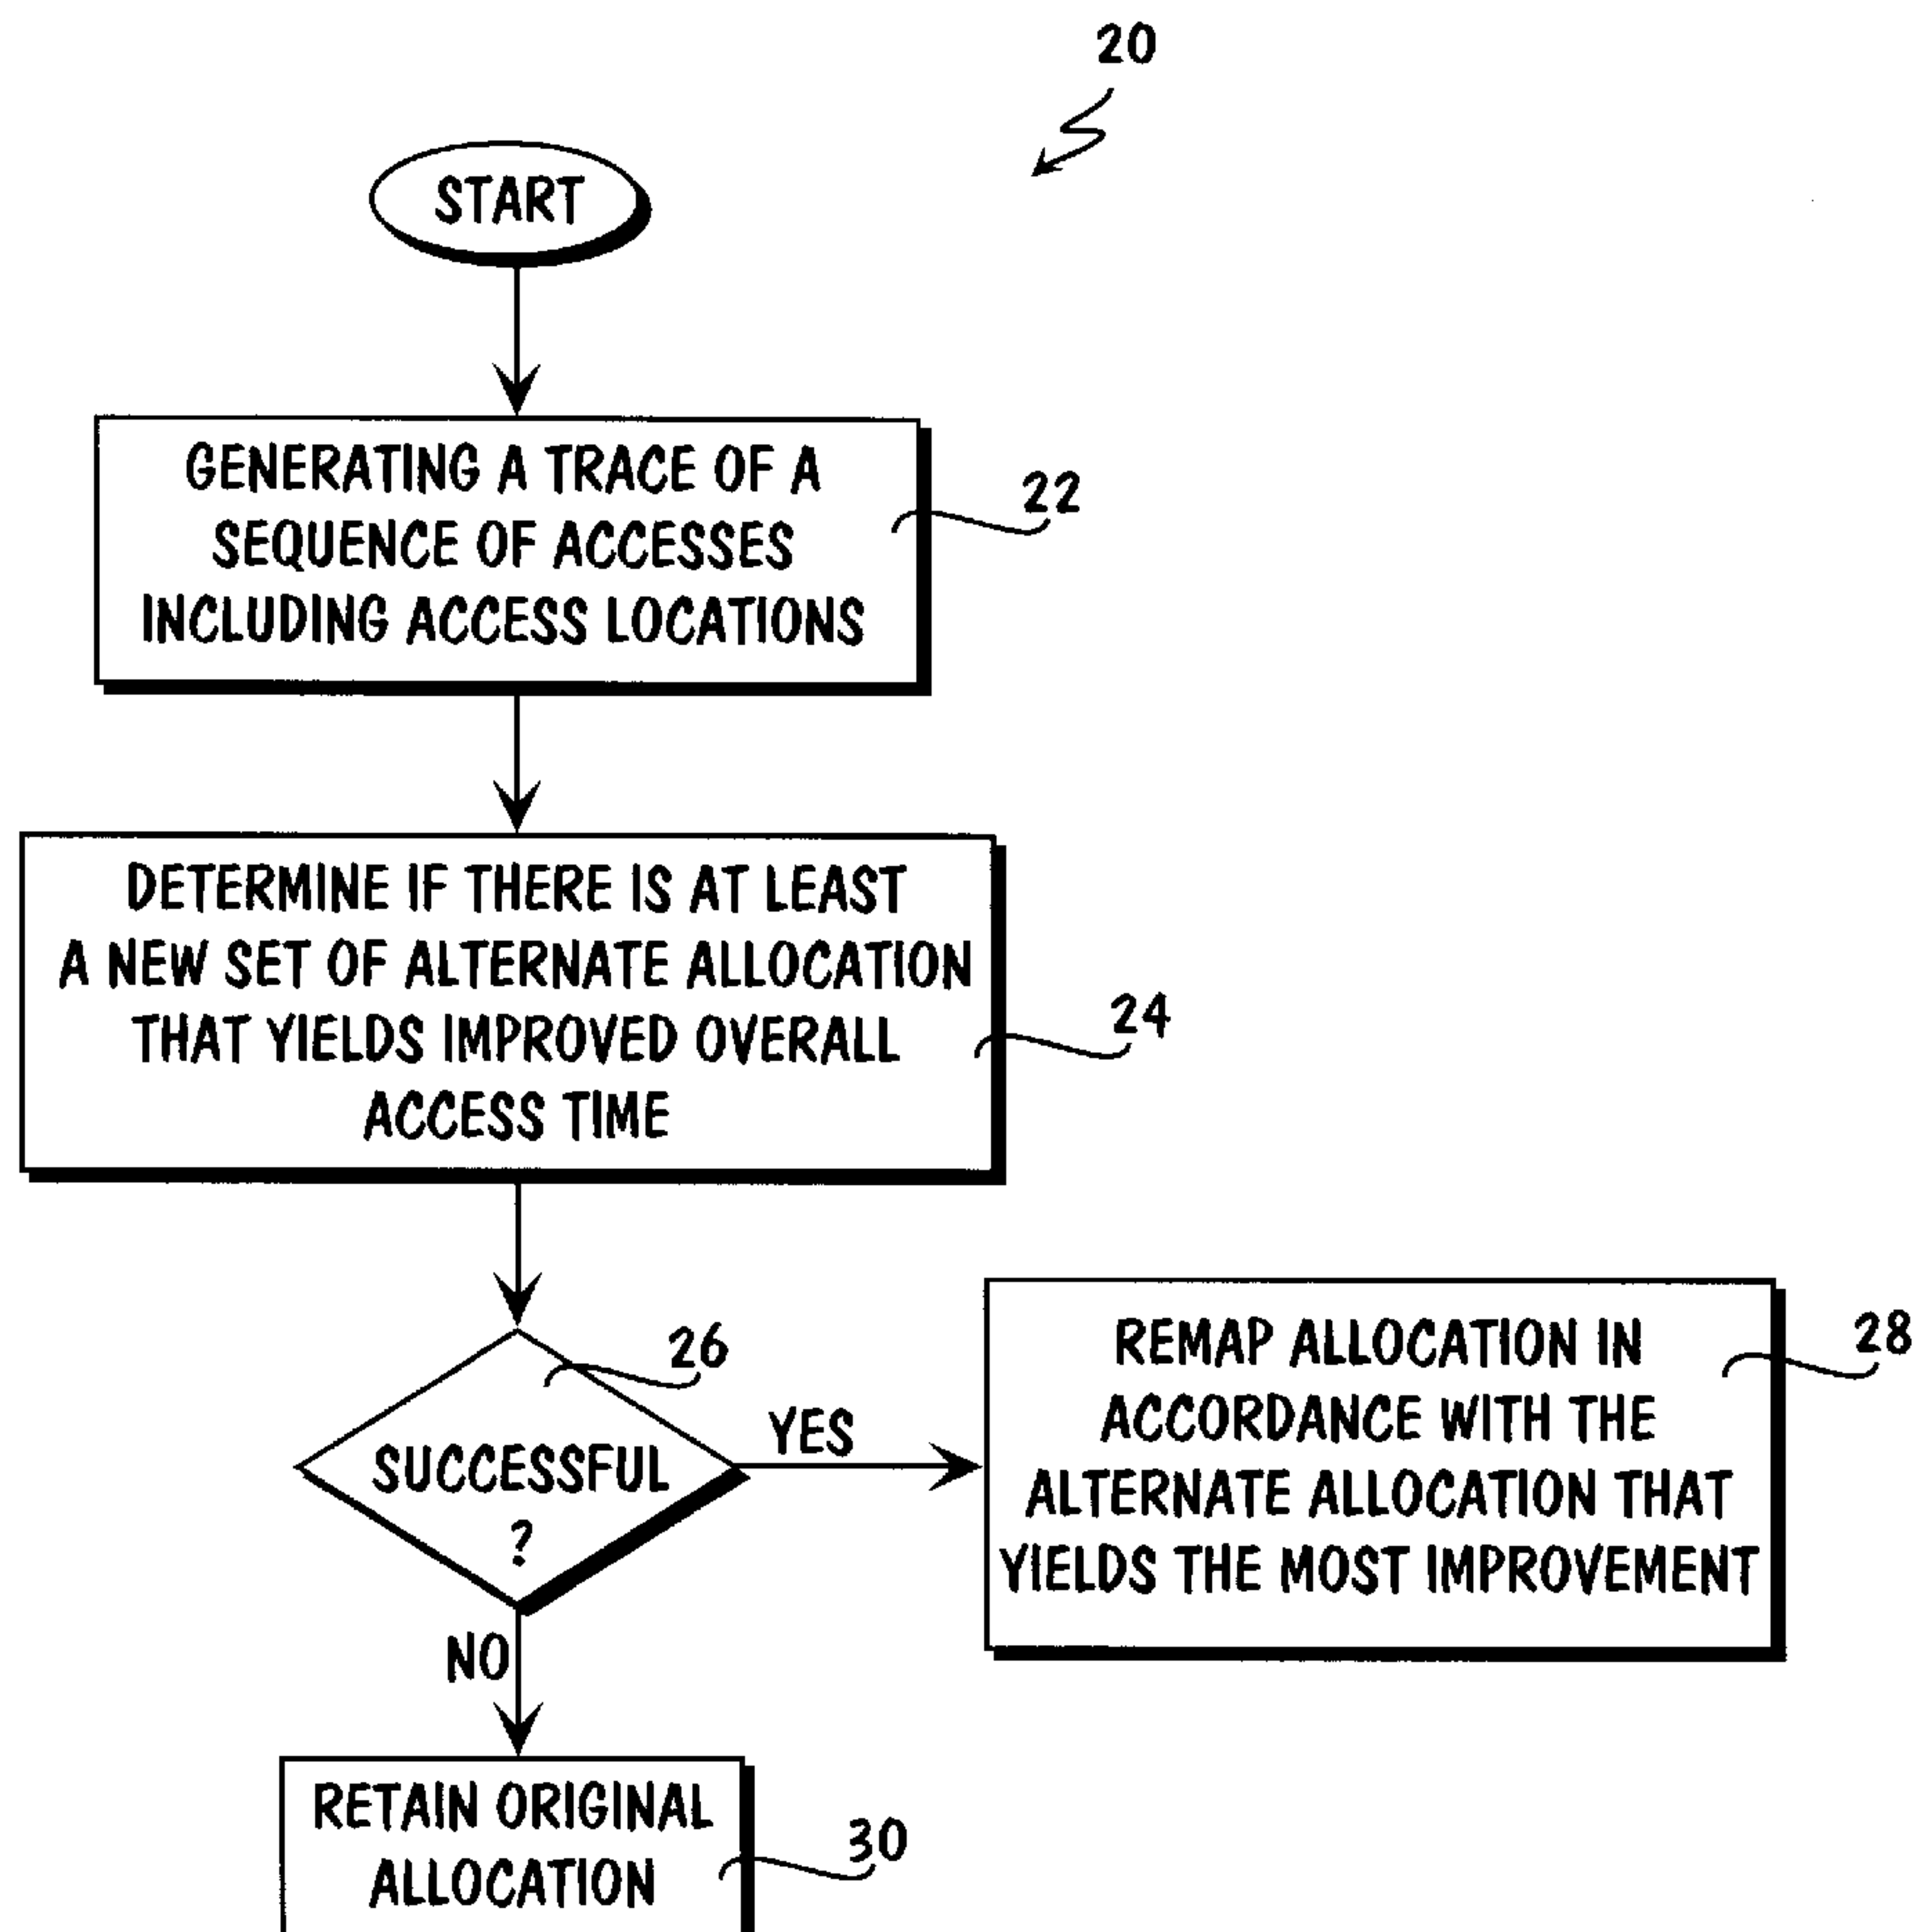 20
START
GENERATING A TRACE OF A
SEQUENCE OF ACCESSES
INCLUDING ACCESS LOCATIONS
22
DETERMINE IF THERE IS AT LEAST
A NEW SET OF ALTERNATE ALLOCATION
THAT YIELDS IMPROVED OVERALL
ACCESS TIME
24
26
SUCCESSFUL
?
YES
REMAP ALLOCATION IN
ACCORDANCE WITH THE
ALTERNATE ALLOCATION THAT
YIELDS THE MOST IMPROVEMENT
28
NO
RETAIN ORIGINAL
ALLOCATION
30